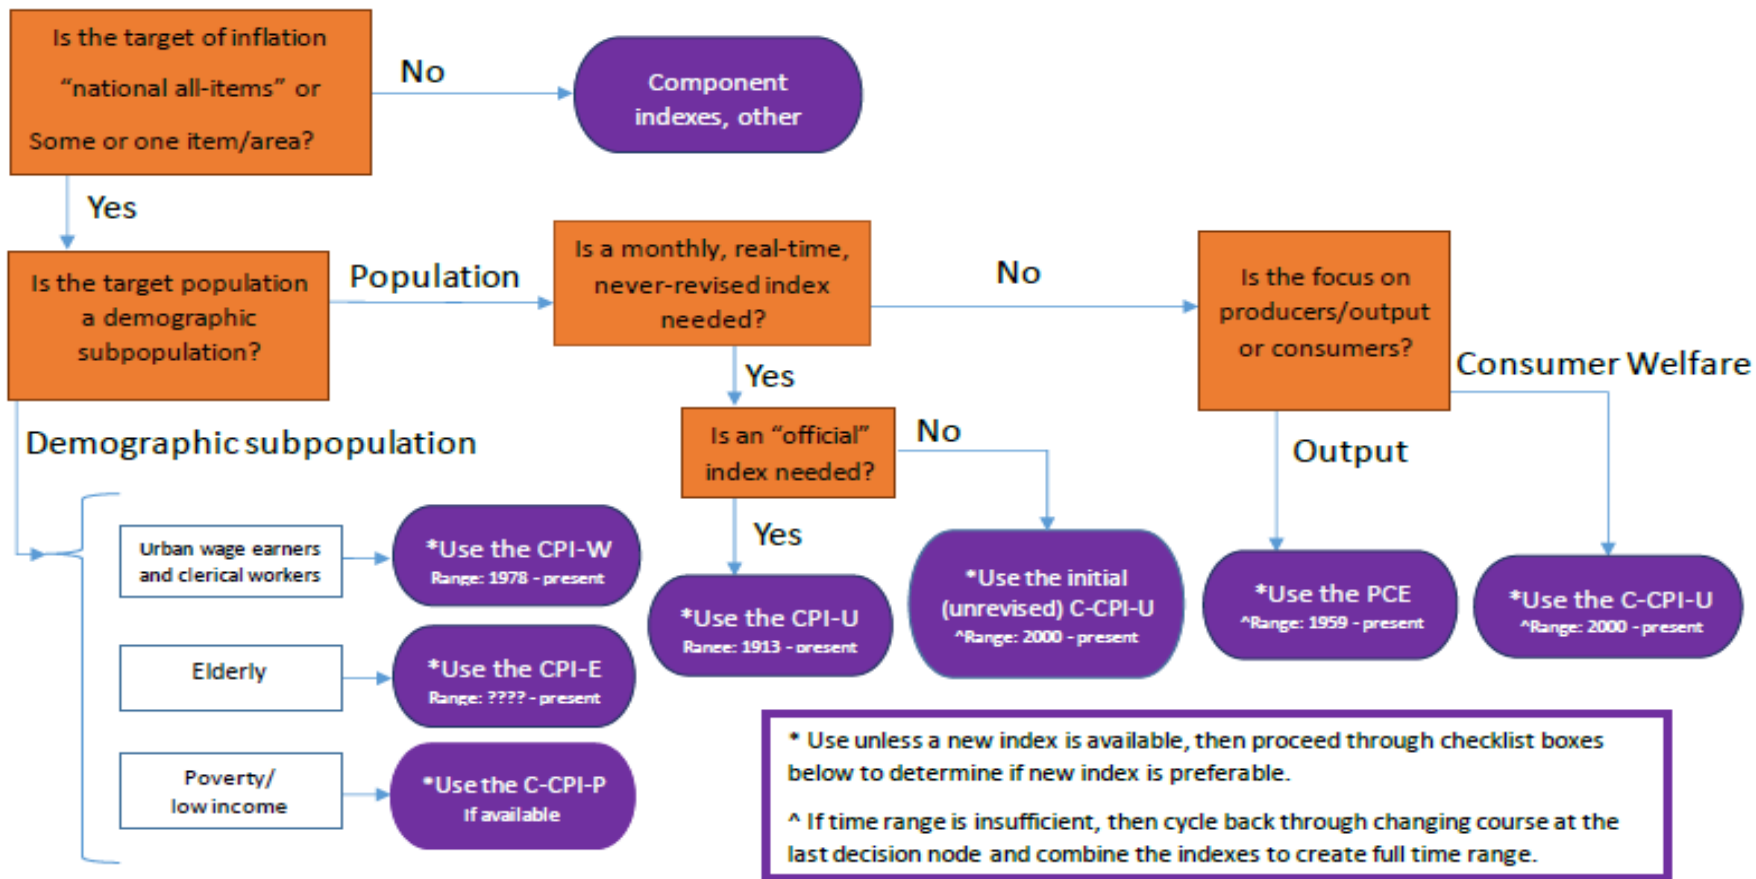 Is the target of inflation
“national all-items” or
Some or one item/area?
No
Component
indexes, other
Yes
Is the target population
a demographic
subpopulation?
Population
Is a monthly, real-time,
never-revised index
needed?
No
Is the focus on
producers/output
or consumers?
Consumer Welfare
Yes
Demographic subpopulation
Is an “official”
index needed?
No
Output
Yes
Urban wage earners
and clerical workers
*Use the CPI-W
Range: 1978 - present
*Use the CPI-U
Range: 1913 - present
*Use the initial
(unrevised) C-CPI-U
^Range: 2000 - present
*Use the PCE
^Range: 1959 - present
*Use the C-CPI-U
^Range: 2000 - present
Elderly
*Use the CPI-E
Range: ???? - present
Poverty/
low income
*Use the C-CPI-P
If available
* Use unless a new index is available, then proceed through checklist boxes
below to determine if new index is preferable.
^ If time range is insufficient, then cycle back through changing course at the
last decision node and combine the indexes to create full time range.